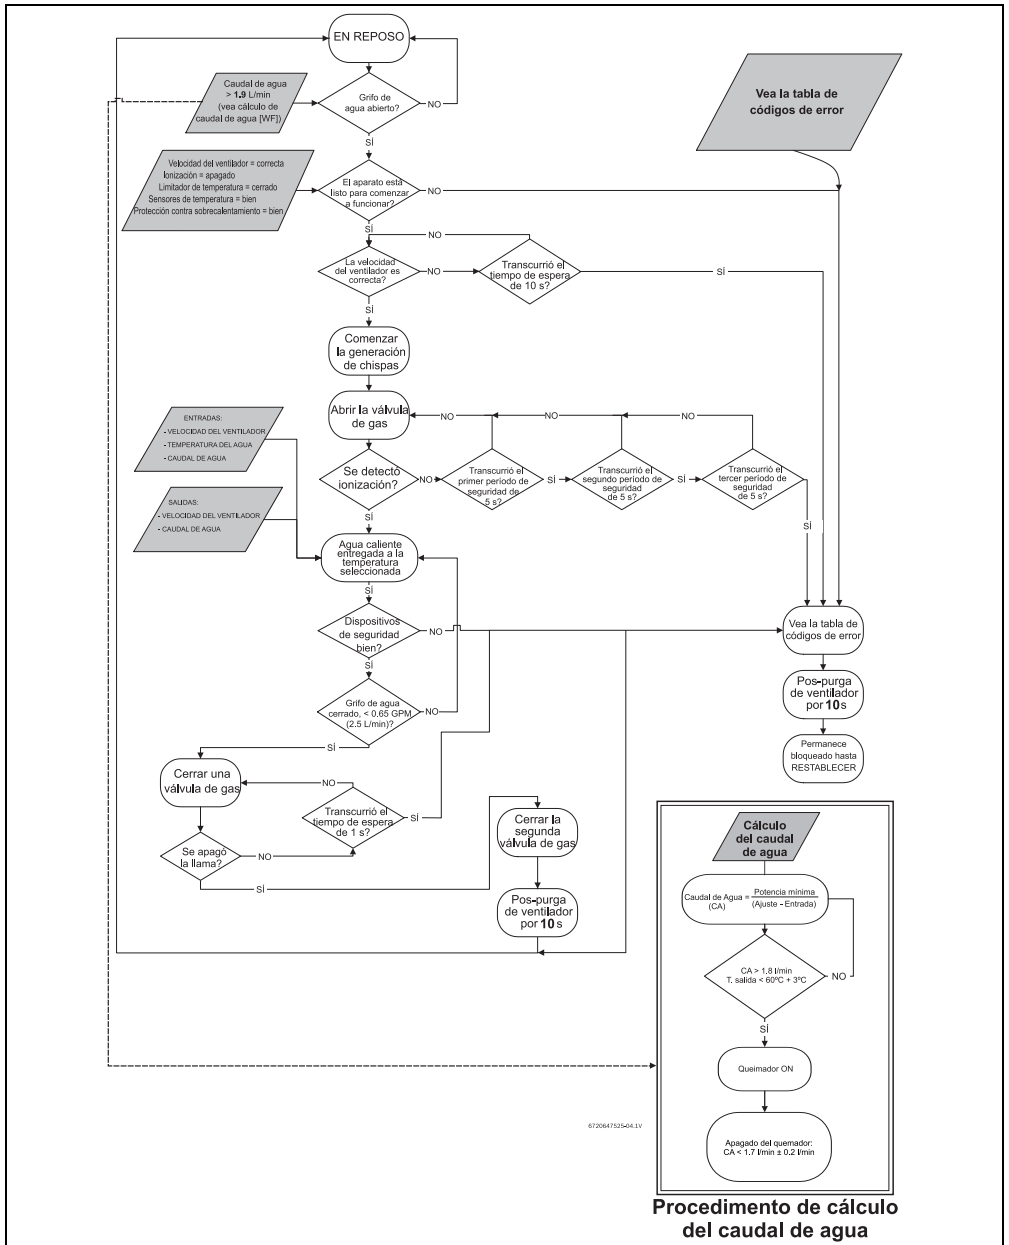 EN REPOSO
Caudal de agua
> 1.9 L/min
(vea cálculo de
caudal de agua [WF])
Grifo de
agua abierto?
NO
SÍ
Vea la tabla de
códigos de error
Velocidad del ventilador = correcta
Ionización = apagado
Limitador de temperatura = cerrado
Sensores de temperatura = bien
Protección contra sobrecalentamiento = bien
El aparato está
listo para comenzar
a funcionar?
NO
SÍ
NO
La velocidad
del ventilador es
correcta?
NO
Transcurrió el
tiempo de espera
de 10 s?
SÍ
SÍ
Comenzar
la generación
de chispas
Abrir la válvula
de gas
NO
NO
NO
ENTRADAS:
- VELOCIDAD DEL VENTILADOR
- TEMPERATURA DEL AGUA
- CAUDAL DE AGUA
Se detectó
ionización?
NO
Transcurrió el
primer período de
seguridad de
5 s?
SÍ
Transcurrió el
segundo período de
seguridad
de 5 s?
SÍ
Transcurrió el
tercer período de
seguridad
de 5 s?
SÍ
SÍ
SALIDAS:
- VELOCIDAD DEL VENTILADOR
- CAUDAL DE AGUA
Agua caliente
entregada a la
temperatura
seleccionada
SÍ
Dispositivos
de seguridad
bien?
NO
SÍ
Vea la tabla de
códigos de error
Grifo de agua
cerrado, < 0.65 GPM
(2.5 L/min)?
NO
SÍ
Pos-purga
de ventilador
por 10 s
Permanece
bloqueado hasta
RESTABLECER
Cerrar una
válvula de gas
NO
Transcurrió el
tiempo de espera
de 1 s?
SÍ
Se apagó
la llama?
NO
SÍ
Cerrar la
segunda
válvula de gas
Pos-purga
de ventilador
por 10 s
Cálculo
del caudal
de agua
Caudal de Agua = Potencia mínima
(CA) (Ajuste - Entrada)
CA > 1.8 l/min
T. salida < 60ºC + 3ºC
NO
SÍ
Queimador ON
Apagado del quemador:
CA < 1.7 l/min ± 0.2 l/min
6720647525-04.1V
Procedimento de cálculo
del caudal de agua